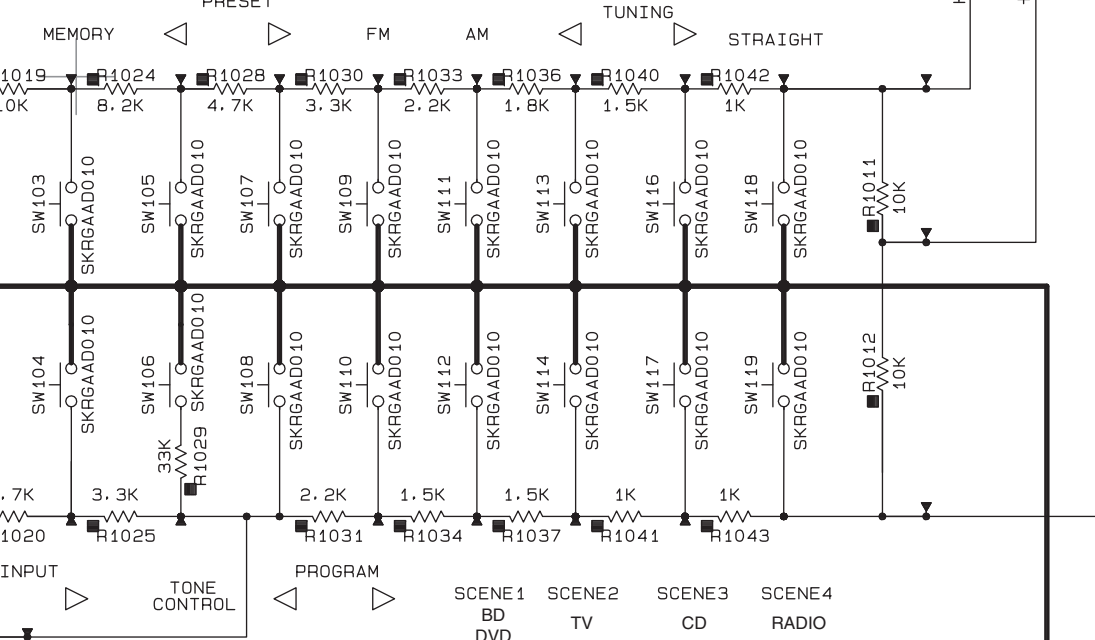 PRESET
TUNING
MEMORY
FM
AM
STRAIGHT
1019
R1024
R1028
R1030
R1033
R1036
R1040
R1042
8.2K
4.7K
3.3K
2.2K
1.8K
1.5K
1K
SW103
SKRGAAD010
SW105
SKRGAAD010
SW107
SKRGAAD010
SW109
SKRGAAD010
SW111
SKRGAAD010
SW113
SKRGAAD010
SW116
SKRGAAD010
SW118
SKRGAAD010
R1011
10K
SW104
SKRGAAD010
SW106
SKRGAAD010
SW108
SKRGAAD010
SW110
SKRGAAD010
SW112
SKRGAAD010
SW114
SKRGAAD010
SW117
SKRGAAD010
SW119
SKRGAAD010
R1012
10K
33K
R1029
.7K
3.3K
2.2K
1.5K
1.5K
1K
1K
1020
R1025
R1031
R1034
R1037
R1041
R1043
INPUT
TONE
CONTROL
PROGRAM
SCENE1
SCENE2
SCENE3
SCENE4
BD
DVD
TV
CD
RADIO